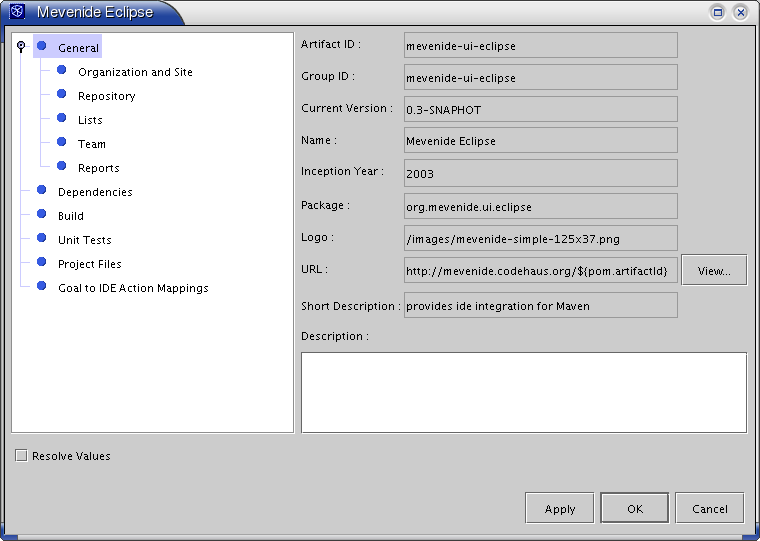 Mevenide Eclipse
General
Organization and Site
Repository
Lists
Team
Reports
Dependencies
Build
Unit Tests
Project Files
Goal to IDE Action Mappings
Artifact ID : mevenide-ui-eclipse
Group ID : mevenide-ui-eclipse
Current Version : 0.3-SNAPHOT
Name : Mevenide Eclipse
Inception Year : 2003
Package : org.mevenide.ui.eclipse
Logo : /images/mevenide-simple-125x37.png
URL : http://mevenide.codehaus.org/${pom.artifactId} View...
Short Description : provides ide integration for Maven
Description :
Resolve Values
Apply OK Cancel